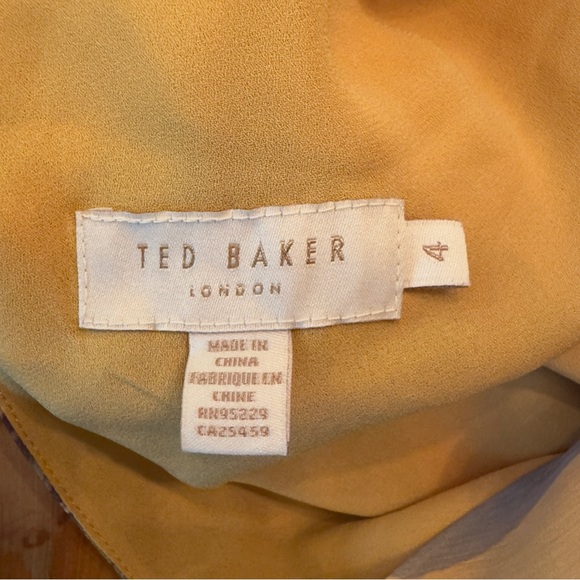 TED BAKER
LONDON
4
MADE IN
CHINA
FABRIQUE EN
CHINE
RN95229
CA25459